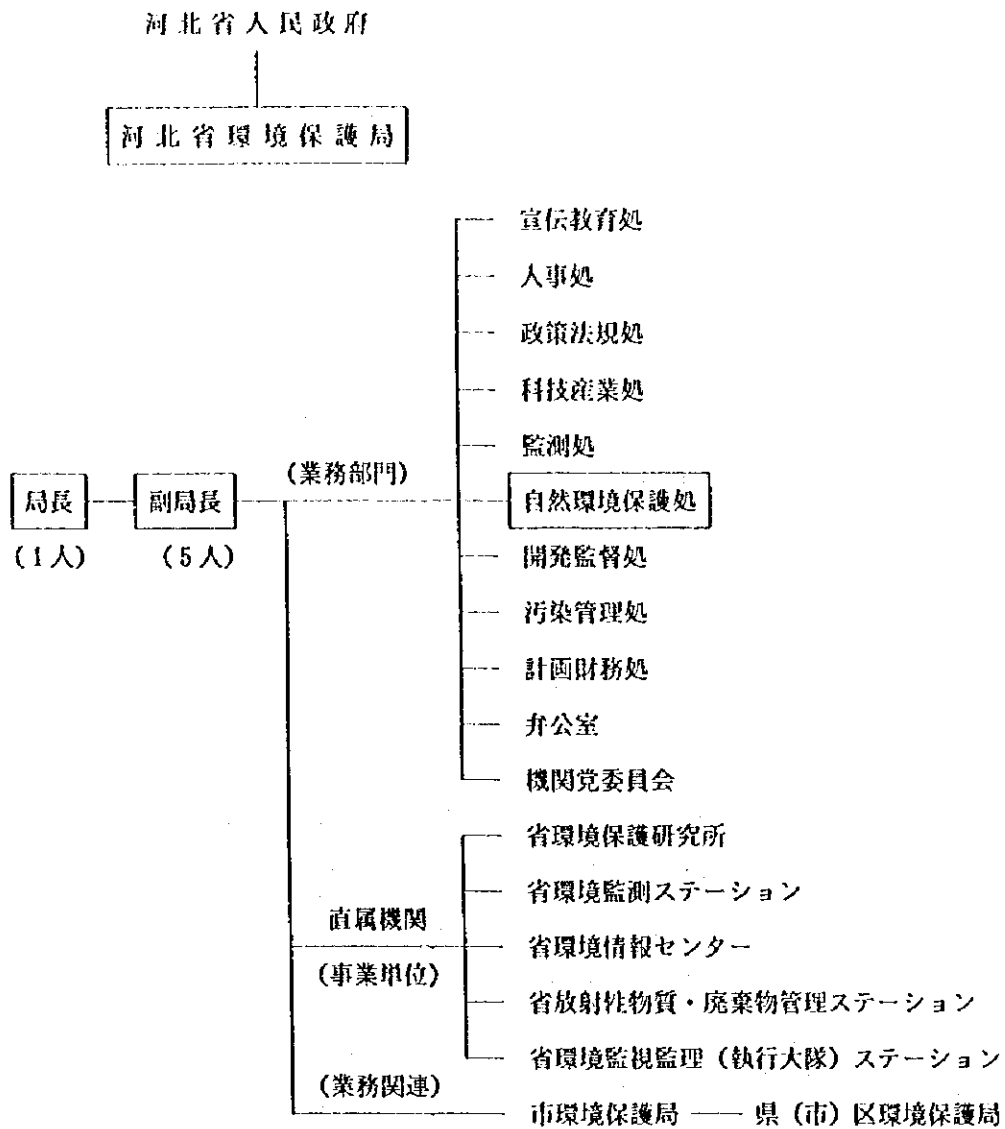 河北省人民政府
河北省環境保護局
宣伝教育処
人事処
政策法規処
科技産業処
監測処
(業務部門)
局長
副局長
自然環境保護処
(1人)
(5人)
開発監督処
汚染管理処
計画財務処
弁公室
機関党委員会
省環境保護研究所
省環境監測ステーション
直属機関
省環境情報センター
(事業単位)
省放射性物質・廃棄物管理ステーション
省環境監視監理(執行大隊)ステーション
(業務関連)
市環境保護局 —— 県(市)区環境保護局